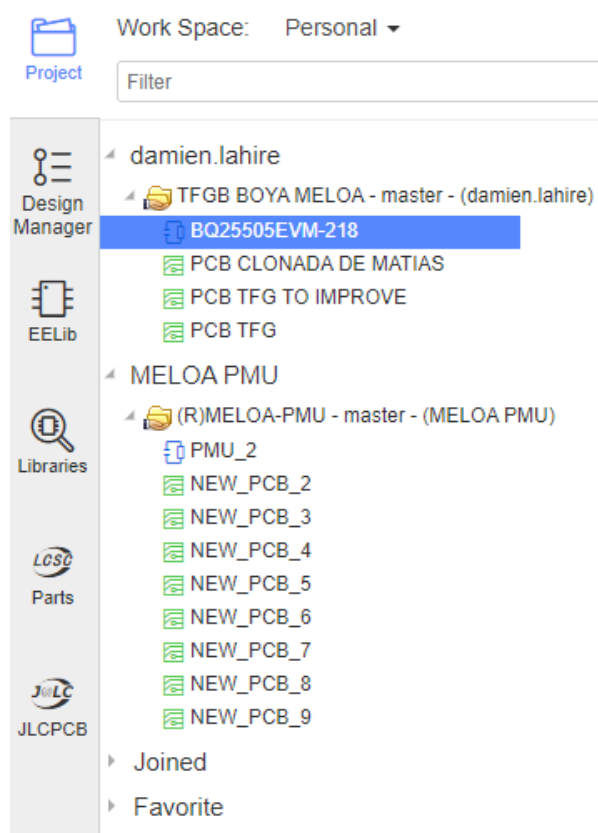 Work Space: Personal
Project
Filter
damien.lahire
TFGB BOYA MELOA - master - (damien.lahire)
Design
Manager
BQ25505EVM-218
PCB CLONADA DE MATIAS
PCB TFG TO IMPROVE
EELib
PCB TFG
MELOA PMU
(R)MELOA-PMU - master - (MELOA PMU)
Libraries
PMU_2
NEW_PCB_2
NEW_PCB_3
NEW_PCB_4
LCSC
Parts
NEW_PCB_5
NEW_PCB_6
NEW_PCB_7
NEW_PCB_8
NEW_PCB_9
JLC
JLCPCB
Joined
Favorite